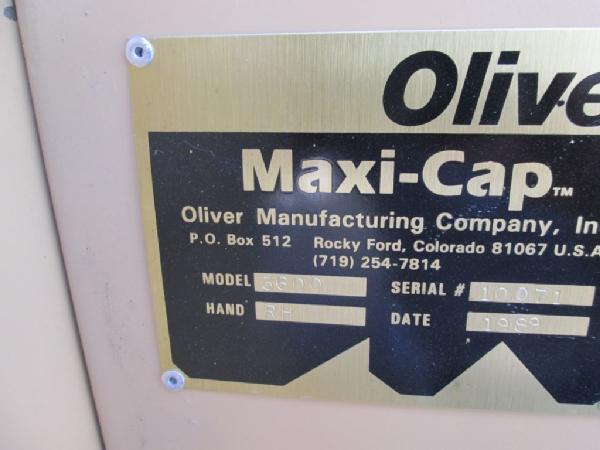 Olive
Maxi-Cap™
Oliver Manufacturing Company, In
P.O. Box 512 Rocky Ford, Colorado 81067 U.S.A
(719) 254-7814
MODEL 3600 SERIAL # 10071
HAND RH DATE 1989